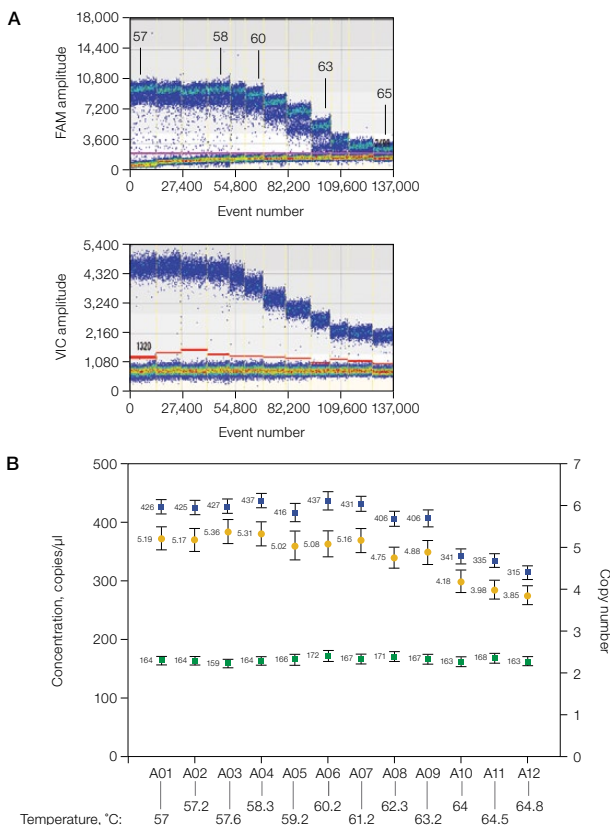 A
18,000
57
58
60
63
65
14,400
10,800
7,200
3,600
0
FAM amplitude
0 27,400 54,800 82,200 109,600 137,000
Event number
5,400
4,320
3,240
2,160
1,080
0
VIC amplitude
1320
0 27,400 54,800 82,200 109,600 137,000
Event number
B
500
400
300
200
100
0
Concentration, copies/µl
7
6
5
4
3
2
1
0
Copy number
426 425 427 437 416 437 431 406 406 341 335 315
5.19 5.17 5.36 5.31 5.02 5.08 5.16 4.75 4.88 4.18 3.98 3.85
164 164 159 164 166 172 167 171 167 163 168 163
A01 A02 A03 A04 A05 A06 A07 A08 A09 A10 A11 A12
57.2 58.3 60.2 62.3 64 64.8
Temperature, ˚C: 57 57.6 59.2 61.2 63.2 64.5